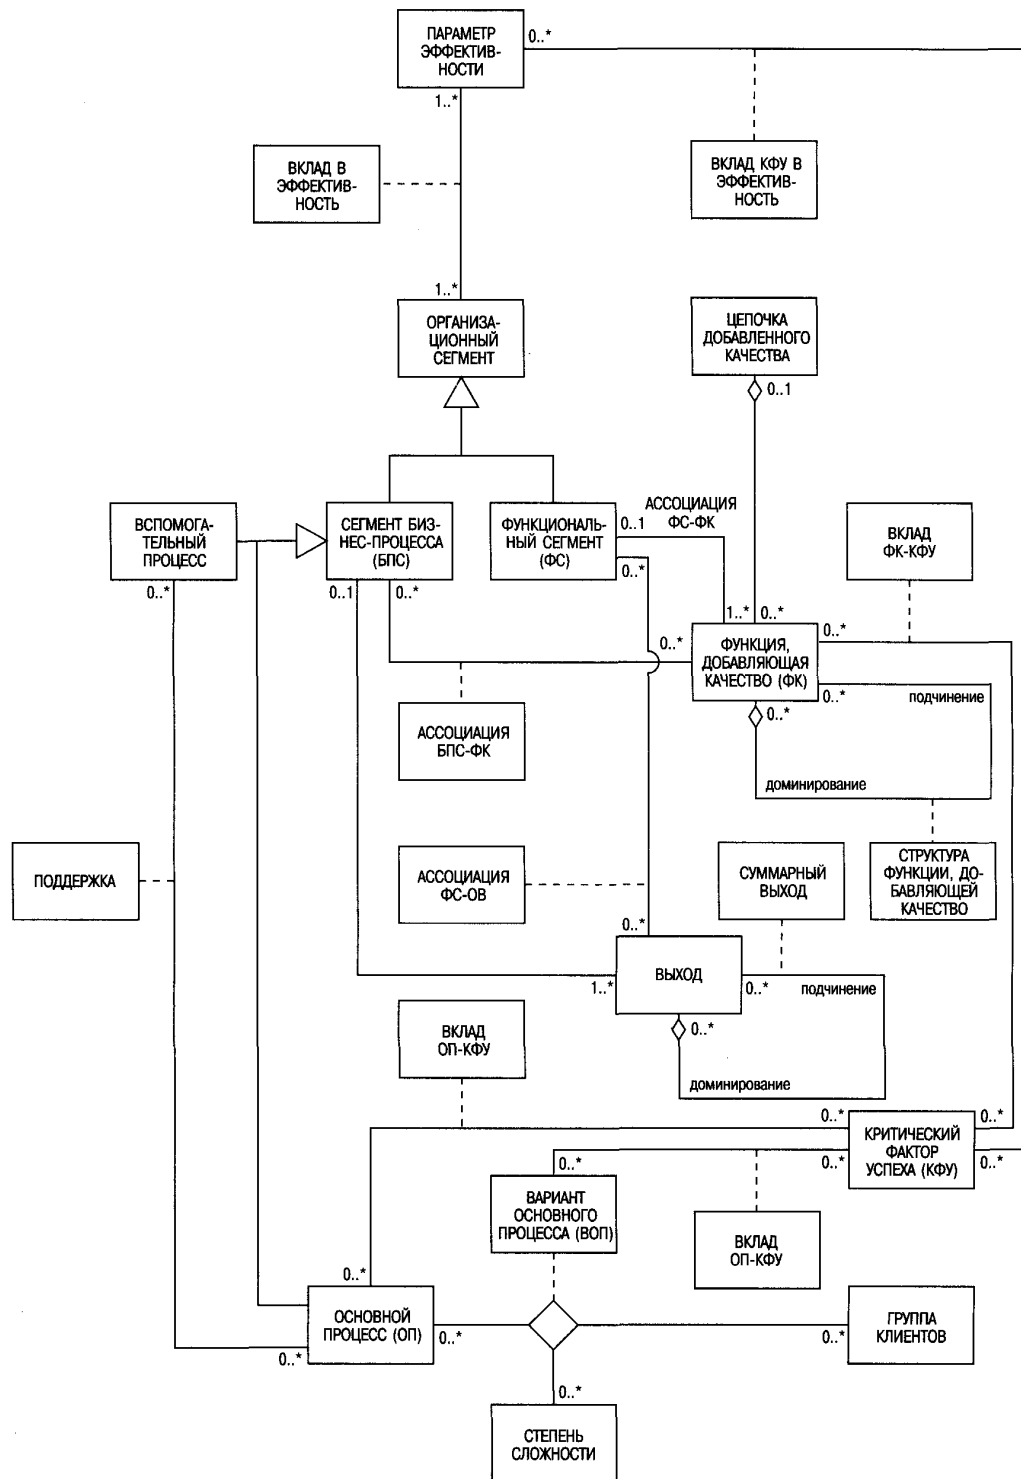 ПАРАМЕТР
ЭФФЕКТИВ-
НОСТИ
0..*
1..*
ВКЛАД В
ЭФФЕКТИВ-
НОСТЬ
ВКЛАД КФУ В
ЭФФЕКТИВ-
НОСТЬ
1..*
ОРГАНИЗА-
ЦИОННЫЙ
СЕГМЕНТ
ЦЕПОЧКА
ДОБАВЛЕННОГО
КАЧЕСТВА
0..1
ВСПОМОГА-
ТЕЛЬНЫЙ
ПРОЦЕСС
0..*
СЕГМЕНТ БИЗ-
НЕС-ПРОЦЕССА
(БПС)
0..1
0..*
ФУНКЦИОНАЛЬ-
НЫЙ СЕГМЕНТ
(ФС)
0..1
0..*
АССОЦИАЦИЯ
ФС-ФК
ВКЛАД
ФК-КФУ
1..*
0..*
0..*
0..*
ФУНКЦИЯ,
ДОБАВЛЯЮЩАЯ
КАЧЕСТВО (ФК)
0..*
подчинение
0..*
доминирование
АССОЦИАЦИЯ
БПС-ФК
ПОДДЕРЖКА
АССОЦИАЦИЯ
ФС-ОВ
СУММАРНЫЙ
ВЫХОД
СТРУКТУРА
ФУНКЦИИ, ДО-
БАВЛЯЮЩЕЙ
КАЧЕСТВО
0..*
ВЫХОД
1..*
0..*
подчинение
0..*
доминирование
ВКЛАД
ОП-КФУ
0..*
0..*
КРИТИЧЕСКИЙ
ФАКТОР
УСПЕХА (КФУ)
0..*
0..*
0..*
ВАРИАНТ
ОСНОВНОГО
ПРОЦЕССА (ВОП)
ВКЛАД
ОП-КФУ
0..*
ОСНОВНОЙ
ПРОЦЕСС (ОП)
0..*
0..*
0..*
ГРУППА
КЛИЕНТОВ
0..*
СТЕПЕНЬ
СЛОЖНОСТИ